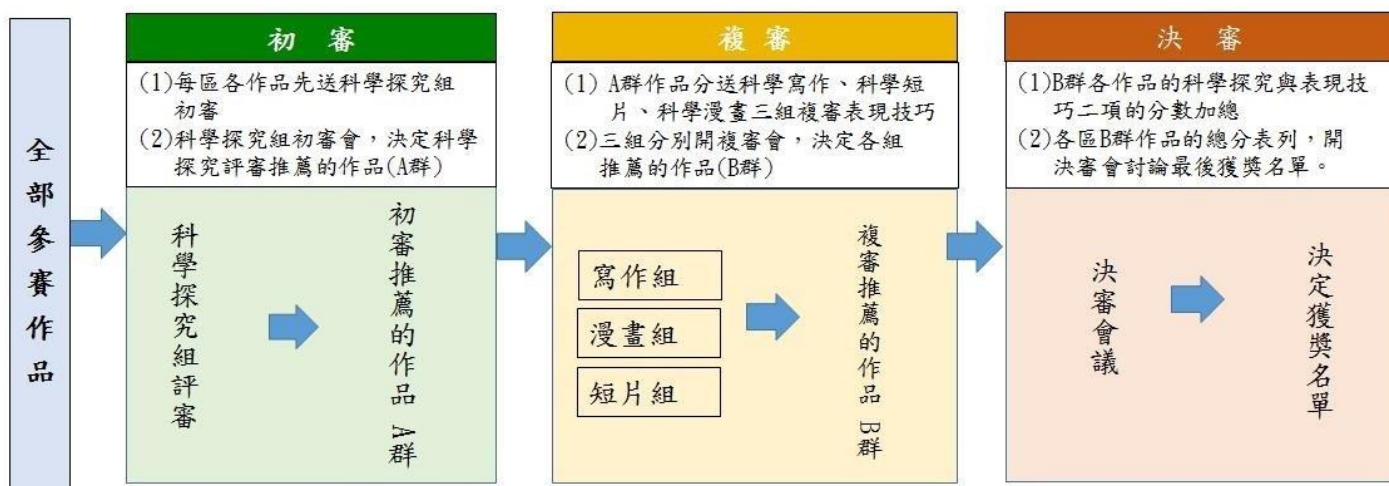 全部參賽作品
初 審
(1)每區各作品先送科學探究組
初審
(2)科學探究組初審會，決定科學
探究評審推薦的作品(A群)
科學探究組評審
初審推薦的作品 A群
複 審
(1) A群作品分送科學寫作、科學短
片、科學漫畫三組複審表現技巧
(2)三組分別開複審會，決定各組
推薦的作品(B群)
寫作組
漫畫組
短片組
複審推薦的作品 B群
決 審
(1)B群各作品的科學探究與表現技
巧二項的分數加總
(2)各區B群作品的總分表列，開
決審會討論最後獲獎名單。
決審會議
決定獲獎名單